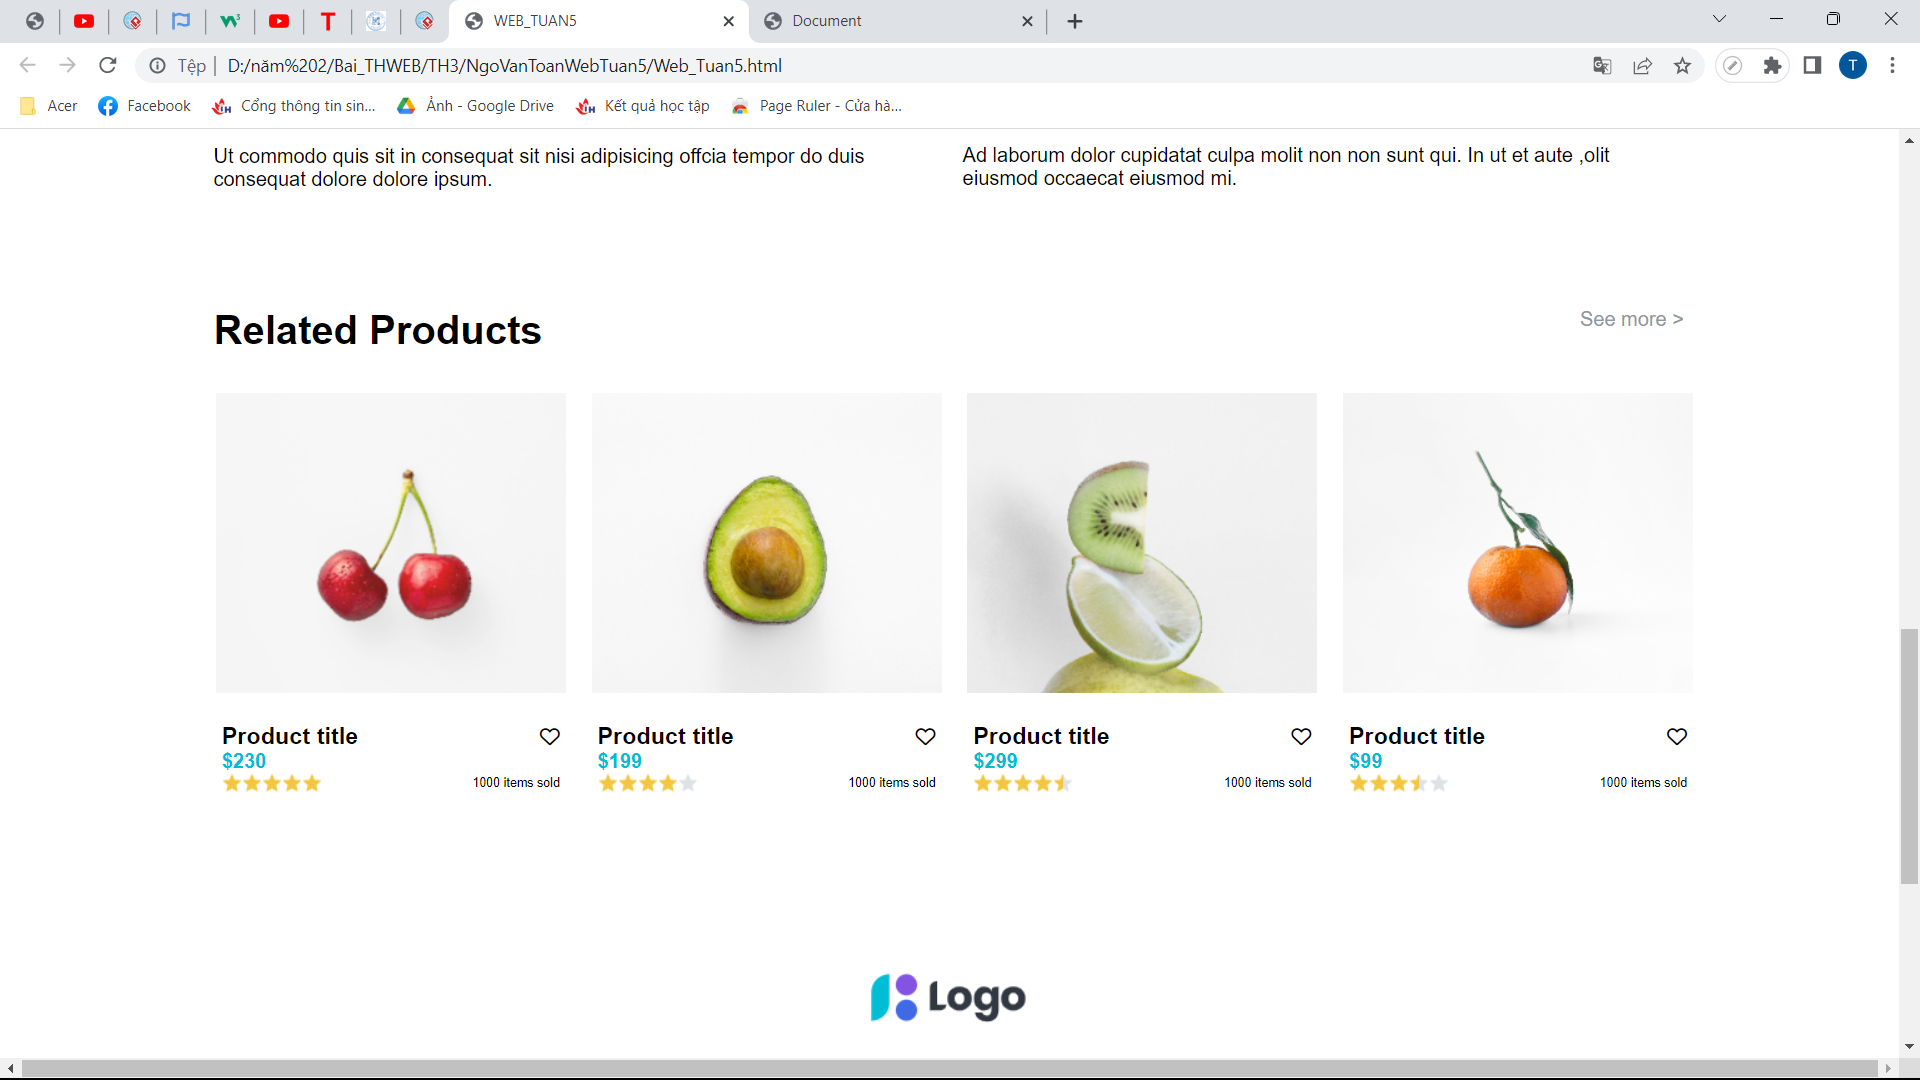 WEB_TUAN5
Document
Tệp
D:/năm%202/Bai_THWEB/TH3/NgoVanToanWebTuan5/Web_Tuan5.html
T
Acer
Facebook
Cổng thông tin sin...
Ảnh - Google Drive
Kết quả học tập
Page Ruler - Cửa hà...
Ut commodo quis sit in consequat sit nisi adipisicing offcia tempor do duis
consequat dolore dolore ipsum.
Ad laborum dolor cupidatat culpa molit non non sunt qui. In ut et aute ,olit
eiusmod occaecat eiusmod mi.
Related Products
See more >
Product title
$230
1000 items sold
Product title
$199
1000 items sold
Product title
$299
1000 items sold
Product title
$99
1000 items sold
Logo